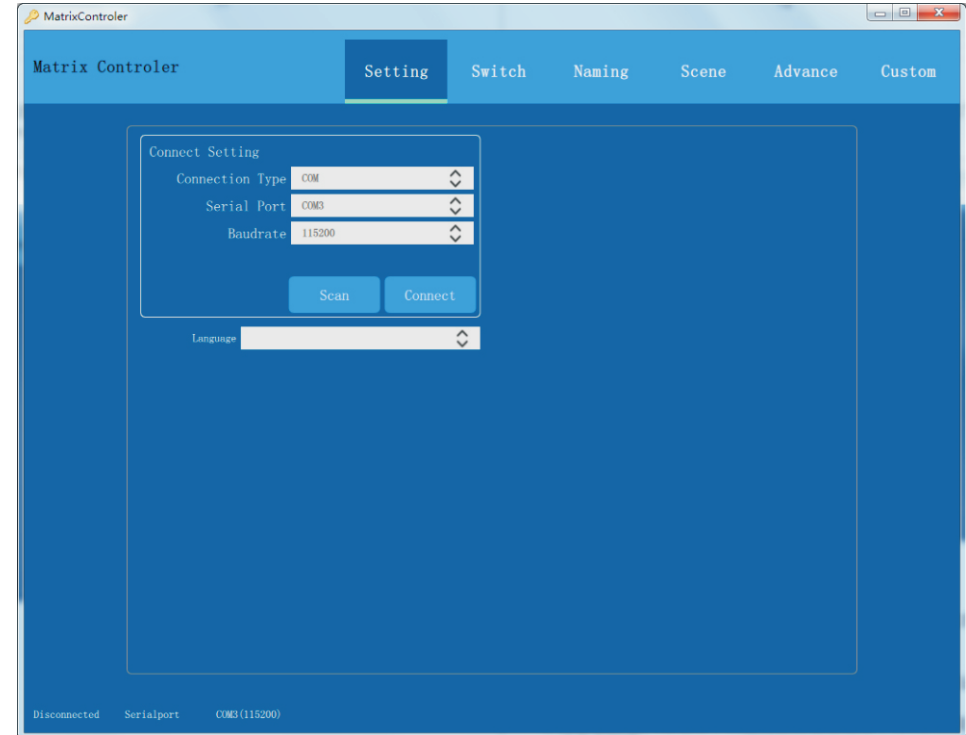 MatrixControler
Matrix Controler
Setting Switch Naming Scene Advance Custom
Connect Setting
Connection Type COM
Serial Port COM3
Baudrate 115200
Scan Connect
Language
Disconnected Serialport COM3(115200)